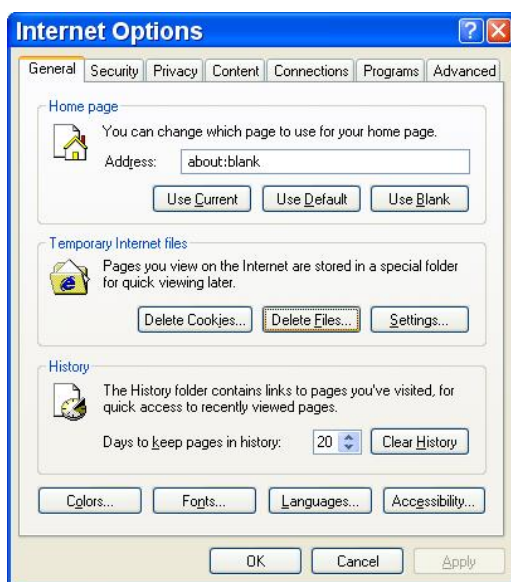 Internet Options
General Security Privacy Content Connections Programs Advanced
Home page
You can change which page to use for your home page.
Address: about:blank
Use Current Use Default Use Blank
Temporary Internet files
Pages you view on the Internet are stored in a special folder
for quick viewing later.
Delete Cookies... Delete Files... Settings...
History
The History folder contains links to pages you've visited, for
quick access to recently viewed pages.
Days to keep pages in history: 20 Clear History
Colors... Fonts... Languages... Accessibility...
OK Cancel Apply